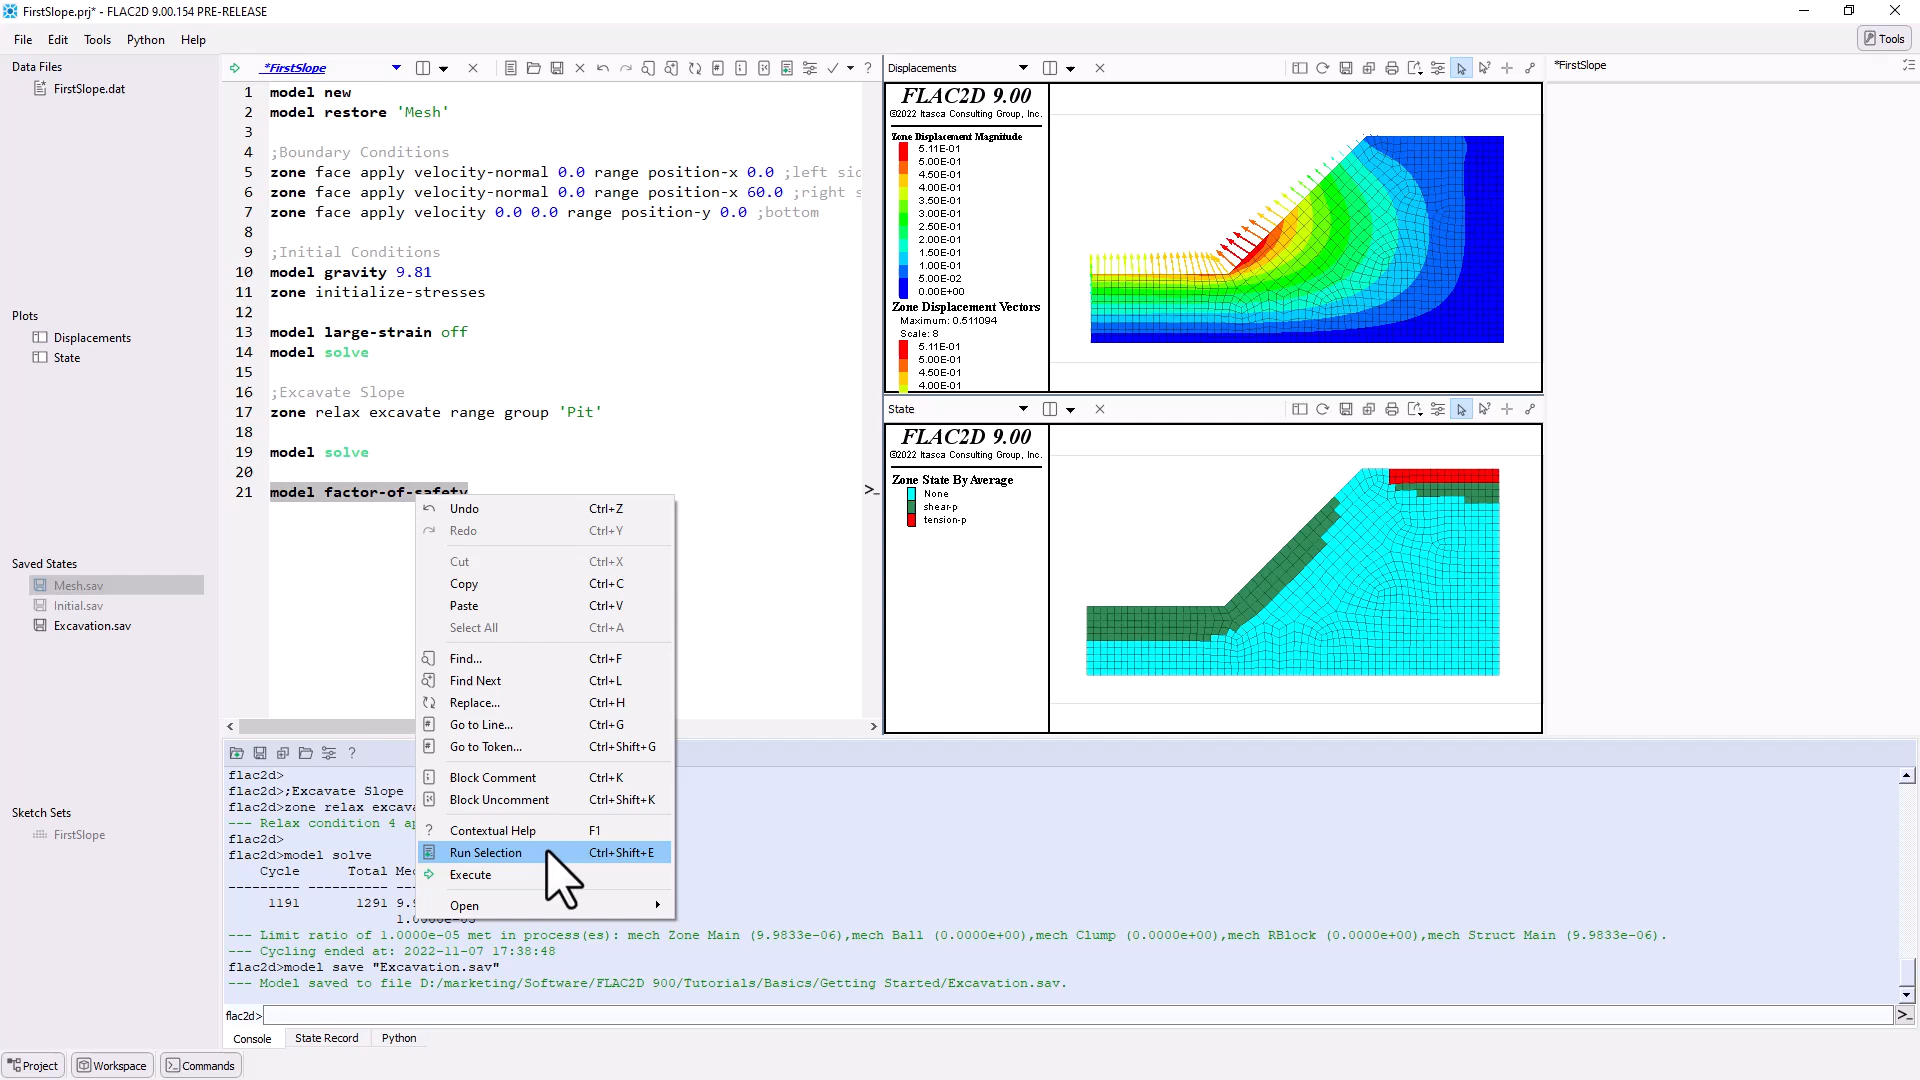 FirstSlope.prj* - FLAC2D 9.00.154 PRE-RELEASE
File Edit Tools Python Help
Tools
Data Files
FirstSlope.dat
Plots
Displacements
State
Saved States
Mesh.sav
Initial.sav
Excavation.sav
Sketch Sets
FirstSlope
*FirstSlope
1 model new
2 model restore 'Mesh'
3
4 ;Boundary Conditions
5 zone face apply velocity-normal 0.0 range position-x 0.0 ;left sid
6 zone face apply velocity-normal 0.0 range position-x 60.0 ;right s
7 zone face apply velocity 0.0 0.0 range position-y 0.0 ;bottom
8
9 ;Initial Conditions
10 model gravity 9.81
11 zone initialize-stresses
12
13 model large-strain off
14 model solve
15
16 ;Excavate Slope
17 zone relax excavate range group 'Pit'
18
19 model solve
20
21 model factor-of-safety
Undo Ctrl+Z
Redo Ctrl+Y
Cut Ctrl+X
Copy Ctrl+C
Paste Ctrl+V
Select All Ctrl+A
Find... Ctrl+F
Find Next Ctrl+L
Replace... Ctrl+H
Go to Line... Ctrl+G
Go to Token... Ctrl+Shift+G
Block Comment Ctrl+K
Block Uncomment Ctrl+Shift+K
Contextual Help F1
Run Selection Ctrl+Shift+E
Execute
Open
Displacements
FLAC2D 9.00
©2022 Itasca Consulting Group, Inc.
Zone Displacement Magnitude
5.11E-01
5.00E-01
4.50E-01
4.00E-01
3.50E-01
3.00E-01
2.50E-01
2.00E-01
1.50E-01
1.00E-01
5.00E-02
0.00E+00
Zone Displacement Vectors
Maximum: 0.511094
Scale: 8
5.11E-01
5.00E-01
4.50E-01
4.00E-01
State
FLAC2D 9.00
©2022 Itasca Consulting Group, Inc.
Zone State By Average
None
shear-p
tension-p
*FirstSlope
flac2d>
flac2d>;Excavate Slope
flac2d>zone relax excava
--- Relax condition 4 ap
flac2d>
flac2d>model solve
Cycle Total Mec
--------- ---------- ---
1191 1291 9.9
--- Limit ratio of 1.0000e-05 met in process(es): mech Zone Main (9.9833e-06),mech Ball (0.0000e+00),mech Clump (0.0000e+00),mech RBlock (0.0000e+00),mech Struct Main (9.9833e-06).
--- Cycling ended at: 2022-11-07 17:38:48
flac2d>model save "Excavation.sav"
--- Model saved to file D:/marketing/Software/FLAC2D 900/Tutorials/Basics/Getting Started/Excavation.sav.
flac2d>
Console State Record Python
Project Workspace Commands